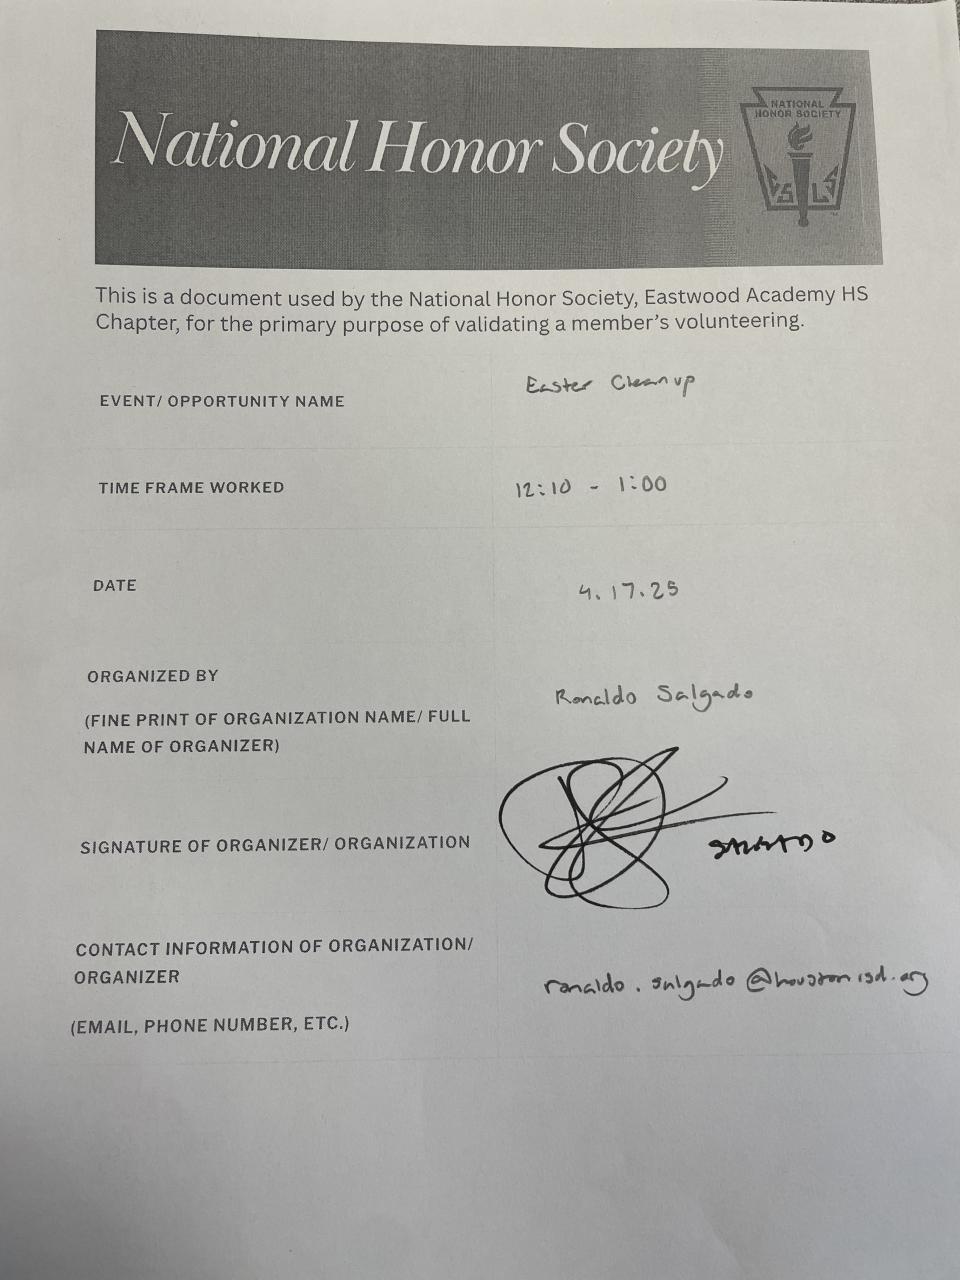 National Honor Society
NATIONAL
HONOR SOCIETY
C S L S
This is a document used by the National Honor Society, Eastwood Academy HS
Chapter, for the primary purpose of validating a member's volunteering.
EVENT/ OPPORTUNITY NAME
Easter Cleanup
TIME FRAME WORKED
12:10 - 1:00
DATE
4.17.25
ORGANIZED BY
(FINE PRINT OF ORGANIZATION NAME/ FULL
NAME OF ORGANIZER)
Ronaldo Salgado
SIGNATURE OF ORGANIZER/ ORGANIZATION
SALGADO
CONTACT INFORMATION OF ORGANIZATION/
ORGANIZER
(EMAIL, PHONE NUMBER, ETC.)
ronaldo.salgado@houstonisd.org